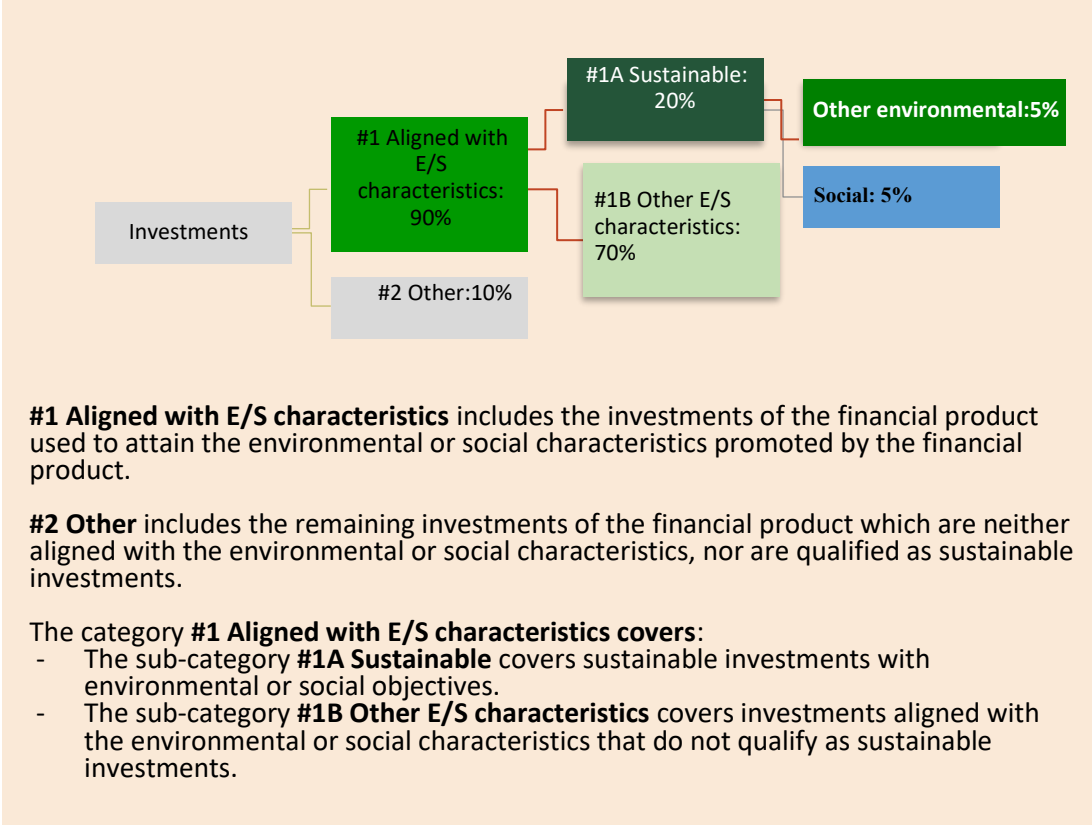 #1A Sustainable:
20%
Other environmental:5%
#1 Aligned with
E/S
characteristics:
90%
Social: 5%
#1B Other E/S
characteristics:
70%
Investments
#2 Other:10%
#1 Aligned with E/S characteristics includes the investments of the financial product
used to attain the environmental or social characteristics promoted by the financial
product.
#2 Other includes the remaining investments of the financial product which are neither
aligned with the environmental or social characteristics, nor are qualified as sustainable
investments.
The category #1 Aligned with E/S characteristics covers:
- The sub-category #1A Sustainable covers sustainable investments with
environmental or social objectives.
- The sub-category #1B Other E/S characteristics covers investments aligned with
the environmental or social characteristics that do not qualify as sustainable
investments.